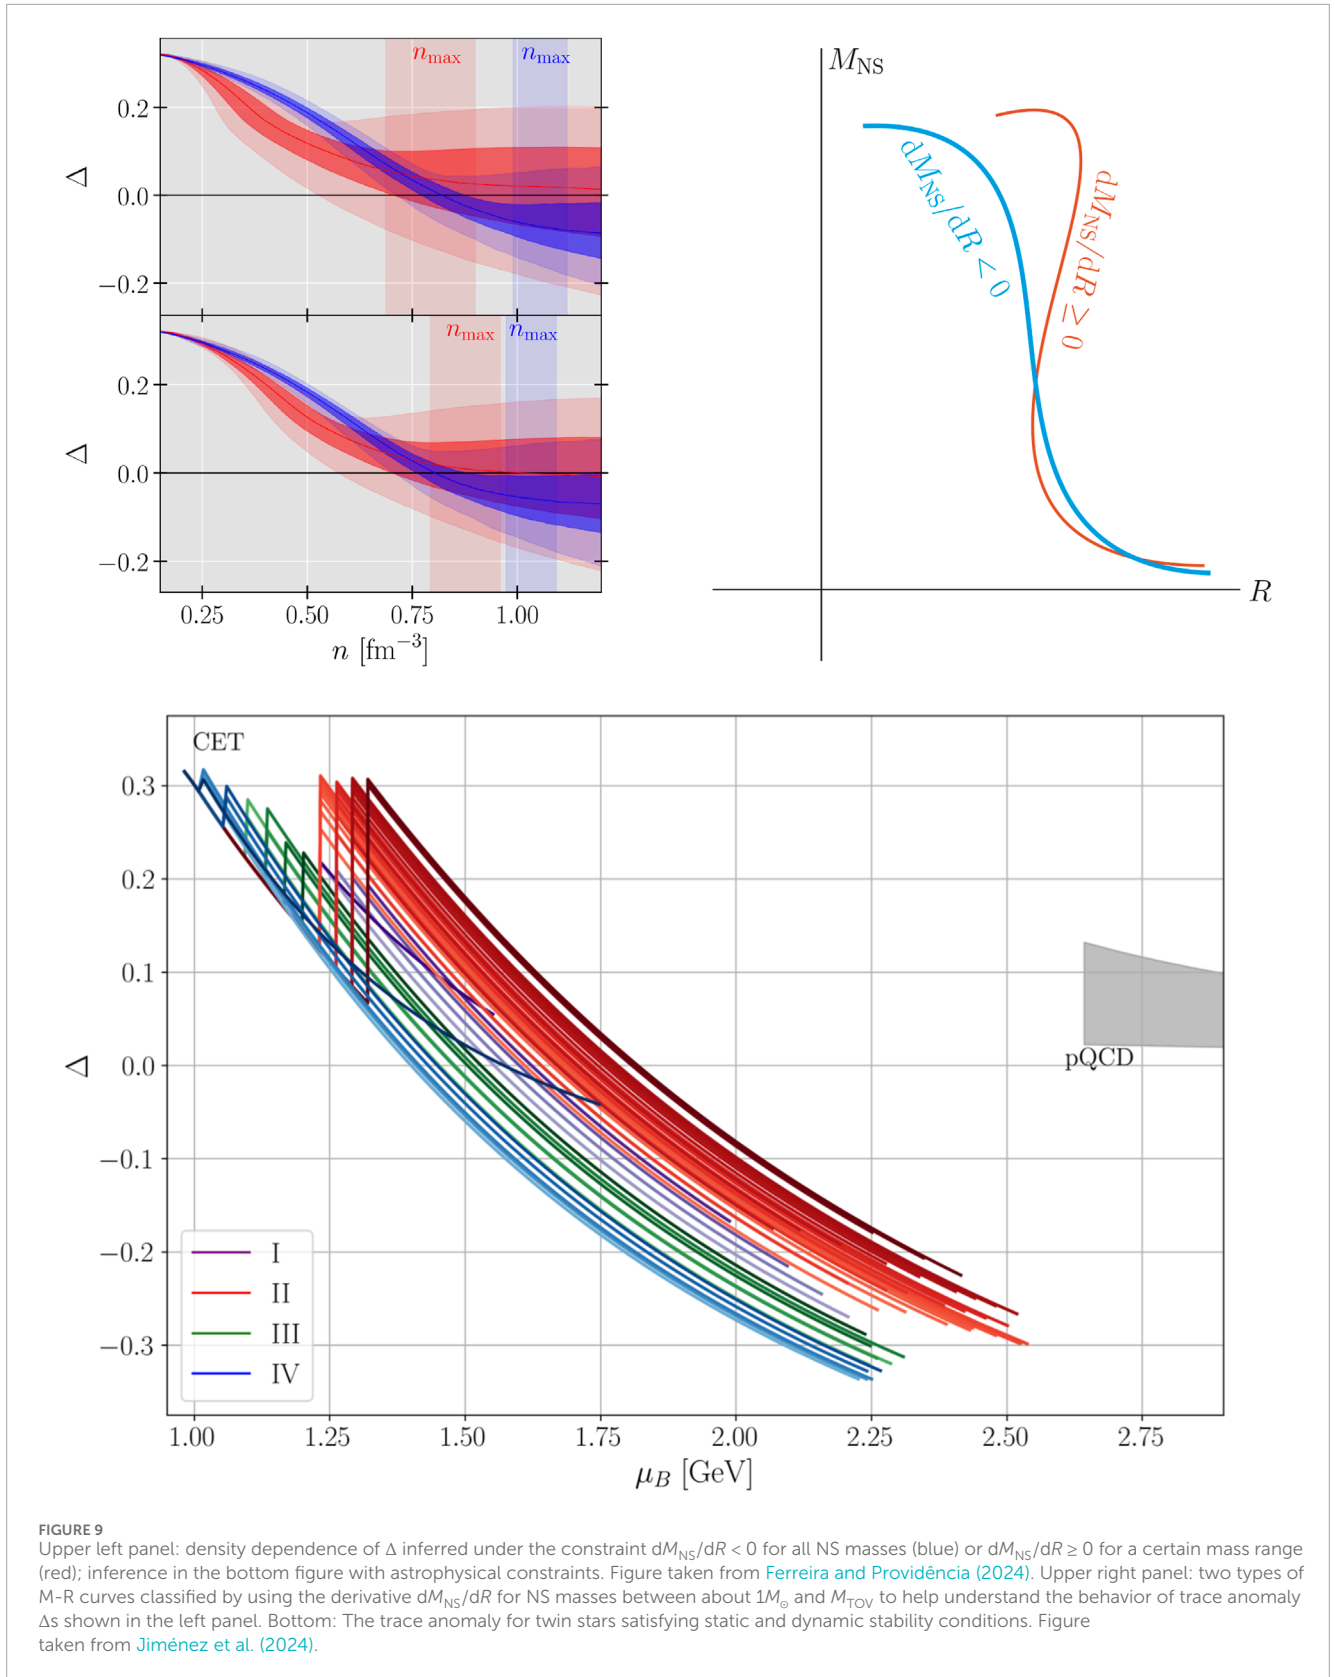 n_max n_max
0.2
Δ
0.0
−0.2
n_max n_max
0.2
Δ
0.0
−0.2
0.25 0.50 0.75 1.00
n [fm⁻³]
M_NS
dM_NS/dR < 0
dM_NS/dR ≥ 0
R
CET
0.3
0.2
0.1
Δ
0.0
pQCD
−0.1
−0.2
−0.3
I
II
III
IV
1.00 1.25 1.50 1.75 2.00 2.25 2.50 2.75
μ_B [GeV]
FIGURE 9
Upper left panel: density dependence of Δ inferred under the constraint dM_NS/dR < 0 for all NS masses (blue) or dM_NS/dR ≥ 0 for a certain mass range
(red); inference in the bottom figure with astrophysical constraints. Figure taken from Ferreira and Providência (2024). Upper right panel: two types of
M-R curves classified by using the derivative dM_NS/dR for NS masses between about 1M_⊙ and M_TOV to help understand the behavior of trace anomaly
Δs shown in the left panel. Bottom: The trace anomaly for twin stars satisfying static and dynamic stability conditions. Figure
taken from Jiménez et al. (2024).